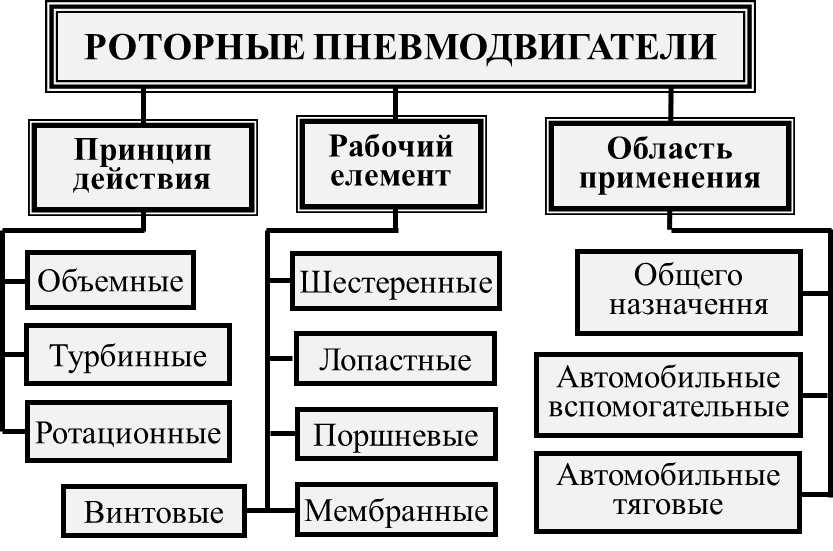 РОТОРНЫЕ ПНЕВМОДВИГАТЕЛИ
Принцип
действия
Рабочий
елемент
Область
применения
Объемные
Турбинные
Ротационные
Шестеренные
Лопастные
Поршневые
Винтовые
Мембранные
Общего
назначення
Автомобильные
вспомогательные
Автомобильные
тяговые